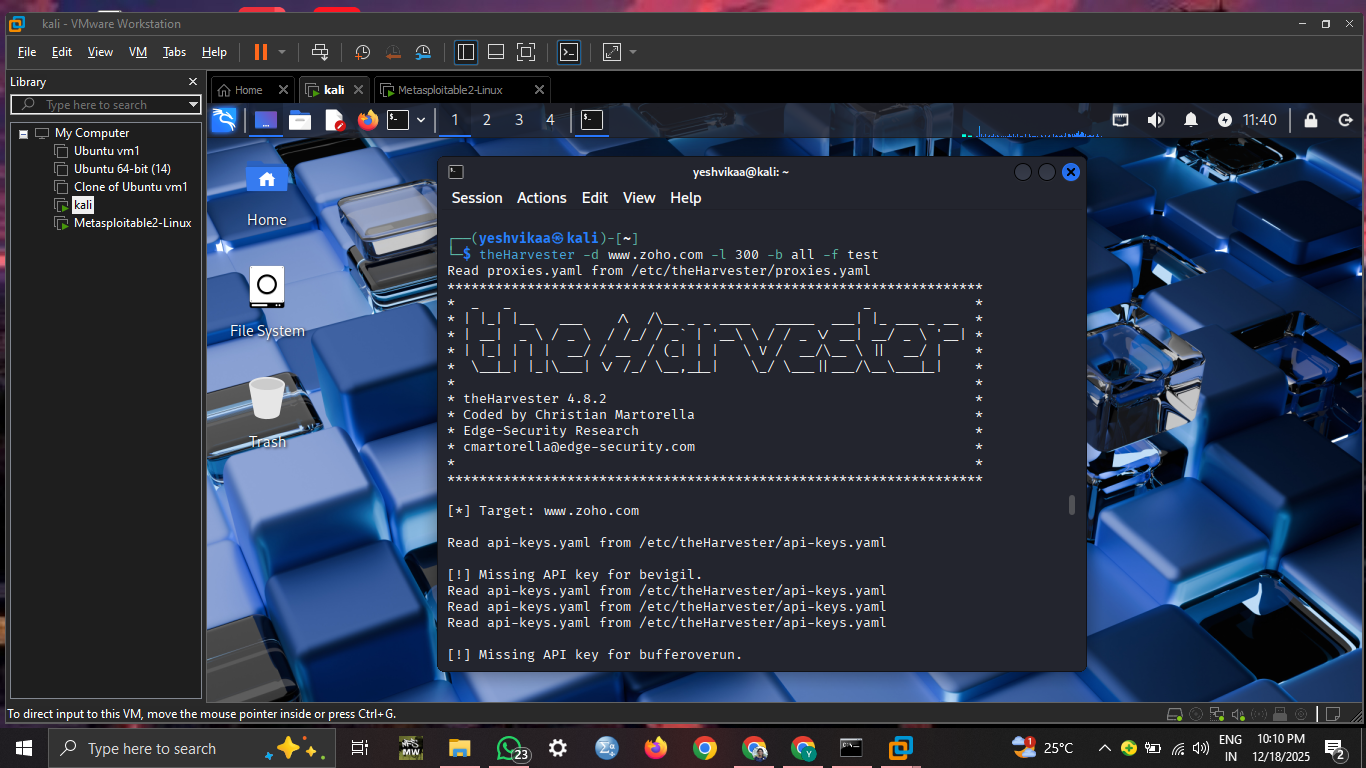 kali - VMware Workstation
File Edit View VM Tabs Help
Library
Type here to search
My Computer
Ubuntu vm1
Ubuntu 64-bit (14)
Clone of Ubuntu vm1
kali
Metasploitable2-Linux
Home kali Metasploitable2-Linux
1 2 3 4 11:40
Home
File System
Trash
yeshvikaa@kali: ~
Session Actions Edit View Help
┌──(yeshvikaa㉿kali)-[~]
└─$ theHarvester -d www.zoho.com -l 300 -b all -f test
Read proxies.yaml from /etc/theHarvester/proxies.yaml
*******************************************************************
theHarvester
* theHarvester 4.8.2 *
* Coded by Christian Martorella *
* Edge-Security Research *
* cmartorella@edge-security.com *
* *
*******************************************************************
[*] Target: www.zoho.com
Read api-keys.yaml from /etc/theHarvester/api-keys.yaml
[!] Missing API key for bevigil.
Read api-keys.yaml from /etc/theHarvester/api-keys.yaml
Read api-keys.yaml from /etc/theHarvester/api-keys.yaml
Read api-keys.yaml from /etc/theHarvester/api-keys.yaml
[!] Missing API key for bufferoverun.
To direct input to this VM, move the mouse pointer inside or press Ctrl+G.
Type here to search
MW
23
1
25°C
ENG
IN
10:10 PM
12/18/2025
2